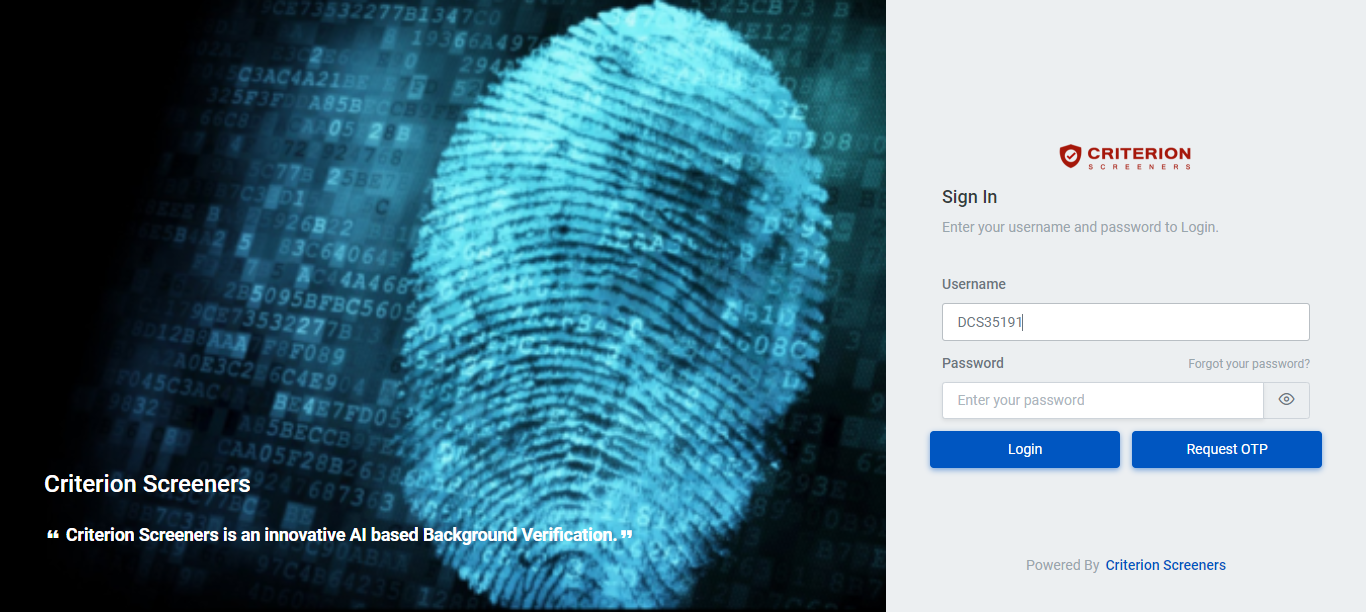 CRITERION
SCREENERS
Sign In
Enter your username and password to Login.
Username
DCS35191
Password
Forgot your password?
Enter your password
Login
Request OTP
Criterion Screeners
❝ Criterion Screeners is an innovative AI based Background Verification. ❞
Powered By Criterion Screeners